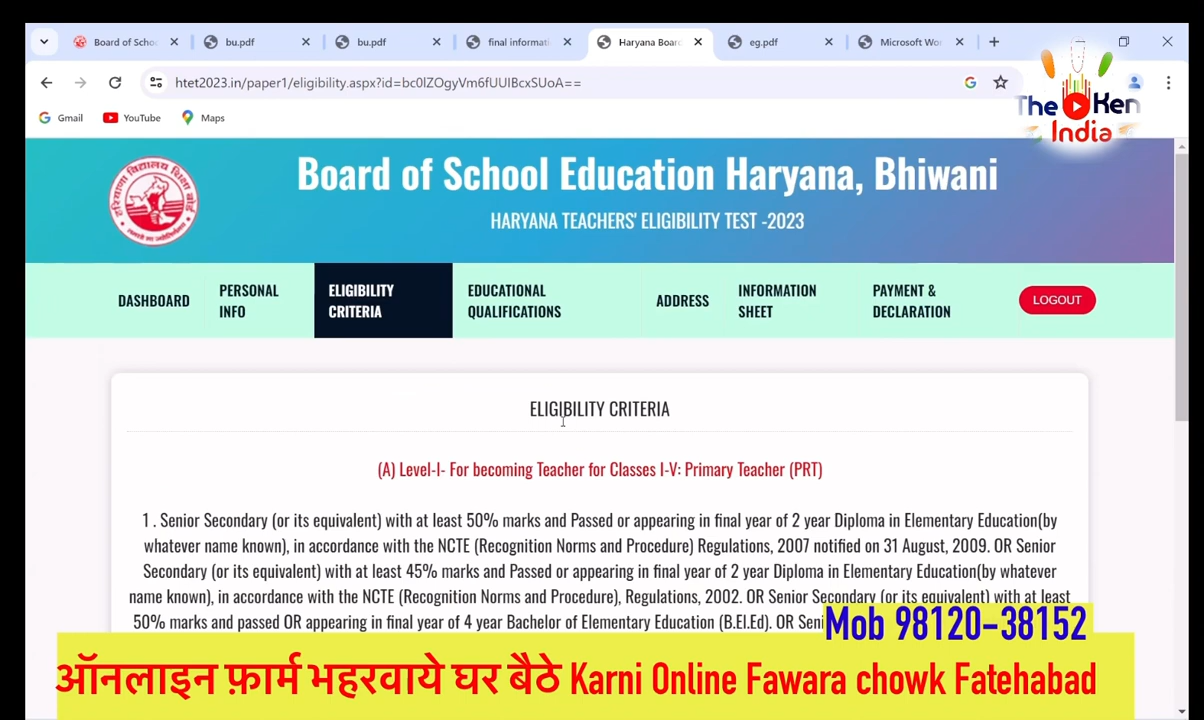 Board of Scho
bu.pdf
bu.pdf
final informati
Haryana Boar
eg.pdf
Microsoft Wor
htet2023.in/paper1/eligibility.aspx?id=bc0lZOgyVm6fUUlBcxSUoA==
Gmail
YouTube
Maps
The Ken
India
हरियाणा विद्यालय शिक्षा बोर्ड
Board of School Education Haryana, Bhiwani
HARYANA TEACHERS' ELIGIBILITY TEST -2023
DASHBOARD
PERSONAL
INFO
ELIGIBILITY
CRITERIA
EDUCATIONAL
QUALIFICATIONS
ADDRESS
INFORMATION
SHEET
PAYMENT &
DECLARATION
LOGOUT
ELIGIBILITY CRITERIA
(A) Level-I- For becoming Teacher for Classes I-V: Primary Teacher (PRT)
1 . Senior Secondary (or its equivalent) with at least 50% marks and Passed or appearing in final year of 2 year Diploma in Elementary Education(by
whatever name known), in accordance with the NCTE (Recognition Norms and Procedure) Regulations, 2007 notified on 31 August, 2009. OR Senior
Secondary (or its equivalent) with at least 45% marks and Passed or appearing in final year of 2 year Diploma in Elementary Education(by whatever
name known), in accordance with the NCTE (Recognition Norms and Procedure), Regulations, 2002. OR Senior Secondary (or its equivalent) with at least
50% marks and passed OR appearing in final year of 4 year Bachelor of Elementary Education (B.El.Ed). OR Seni
Mob 98120-38152
ऑनलाइन फ़ार्म भहरवाये घर बैठे Karni Online Fawara chowk Fatehabad